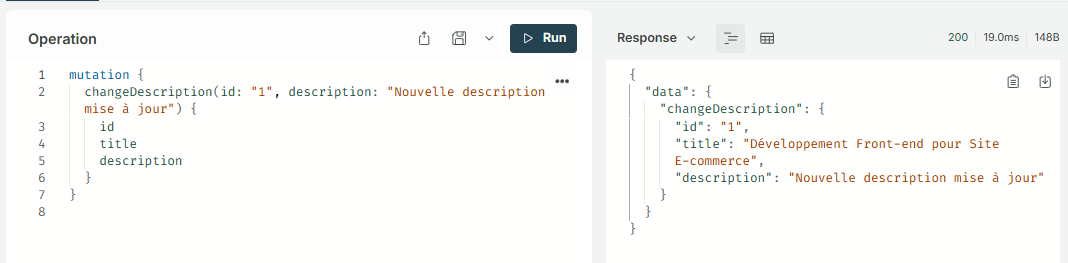 Operation
Run
1 mutation {
2 changeDescription(id: "1", description: "Nouvelle description
mise à jour") {
3 id
4 title
5 description
6 }
7 }
8
Response
200 19.0ms 148B
{
"data": {
"changeDescription": {
"id": "1",
"title": "Développement Front-end pour Site
E-commerce",
"description": "Nouvelle description mise à jour"
}
}
}